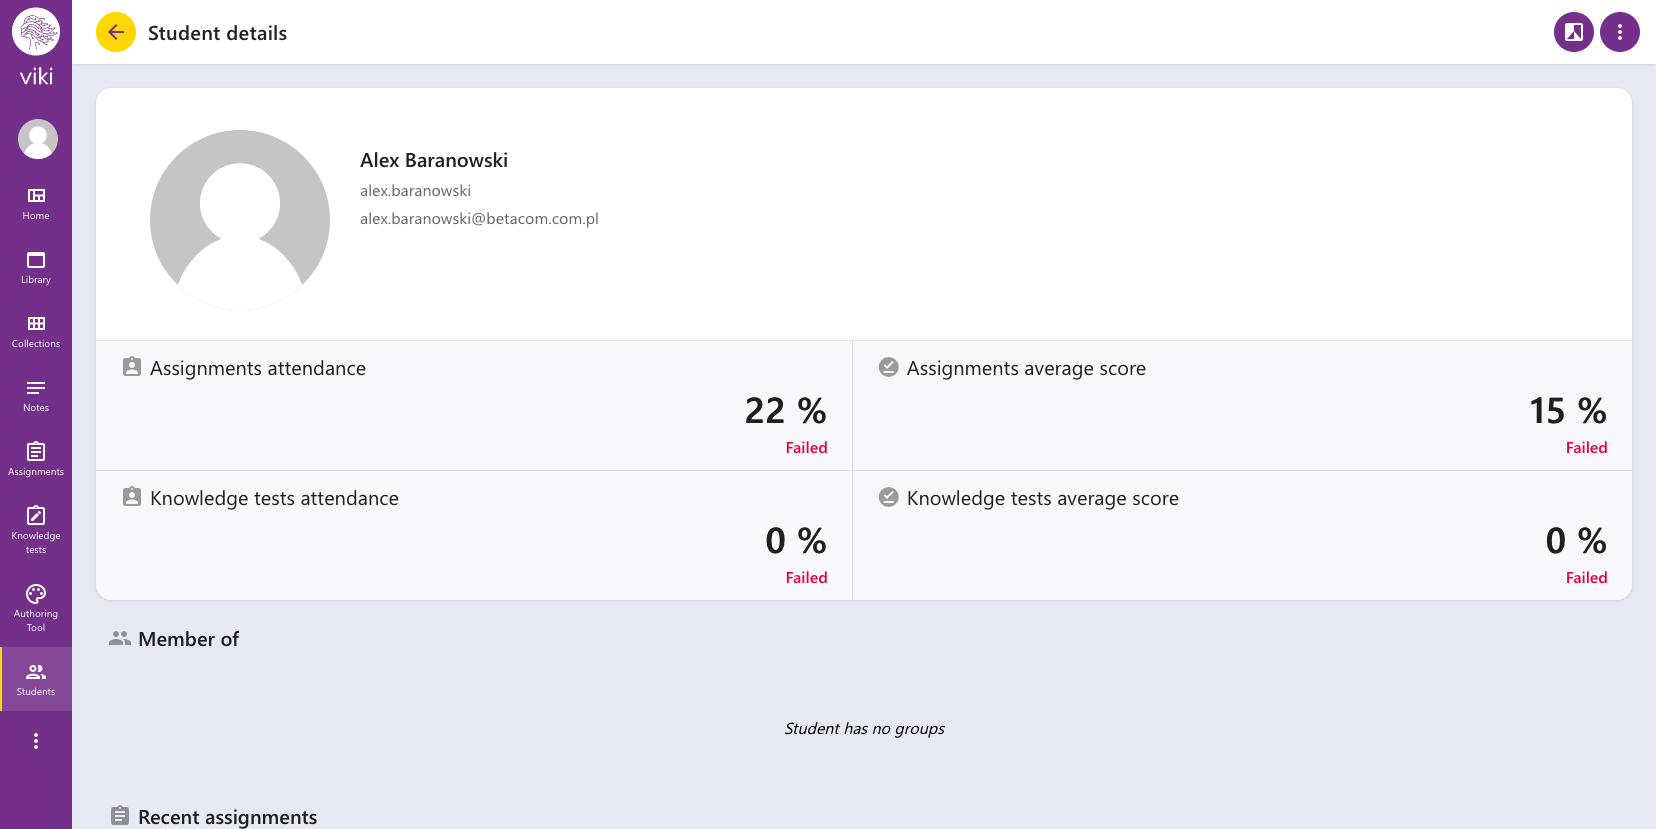 viki
Home
Library
Collections
Notes
Assignments
Knowledge
tests
Authoring
Tool
Students
Student details
Alex Baranowski
alex.baranowski
alex.baranowski@betacom.com.pl
Assignments attendance
22 %
Failed
Assignments average score
15 %
Failed
Knowledge tests attendance
0 %
Failed
Knowledge tests average score
0 %
Failed
Member of
Student has no groups
Recent assignments